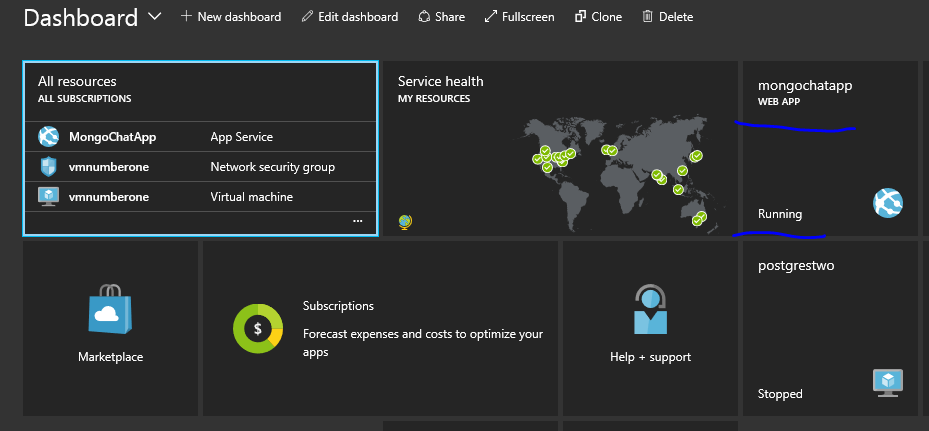 Dashboard
New dashboard
Edit dashboard
Share
Fullscreen
Clone
Delete
All resources
ALL SUBSCRIPTIONS
MongoChatApp App Service
vmnumberone Network security group
vmnumberone Virtual machine
...
Service health
MY RESOURCES
mongochatapp
WEB APP
Running
Marketplace
$
Subscriptions
Forecast expenses and costs to optimize your
apps
Help + support
postgrestwo
Stopped